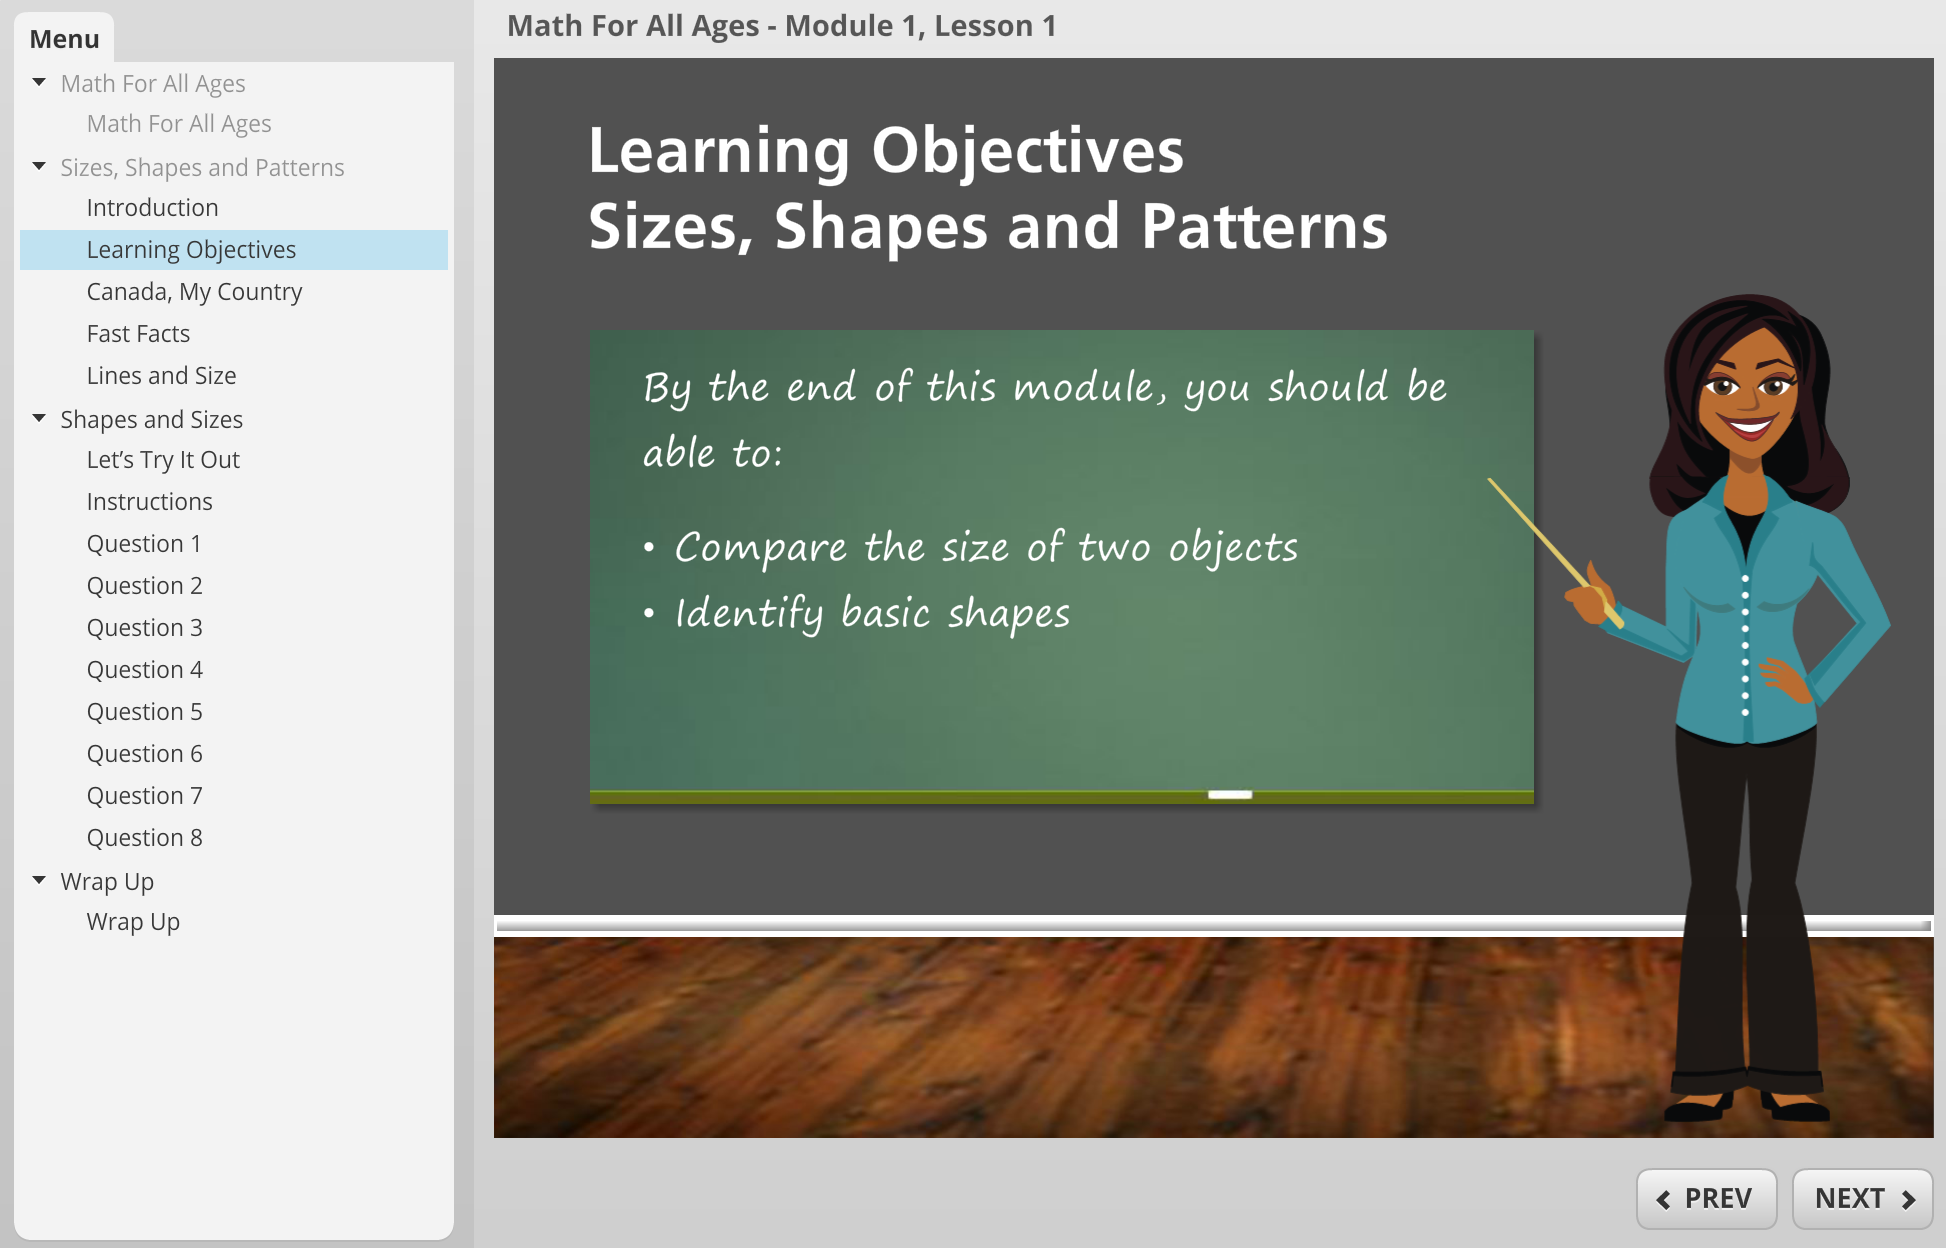 Menu
Math For All Ages
Math For All Ages
Sizes, Shapes and Patterns
Introduction
Learning Objectives
Canada, My Country
Fast Facts
Lines and Size
Shapes and Sizes
Let’s Try It Out
Instructions
Question 1
Question 2
Question 3
Question 4
Question 5
Question 6
Question 7
Question 8
Wrap Up
Wrap Up
Math For All Ages - Module 1, Lesson 1
Learning Objectives
Sizes, Shapes and Patterns
By the end of this module, you should be
able to:
• Compare the size of two objects
• Identify basic shapes
PREV
NEXT